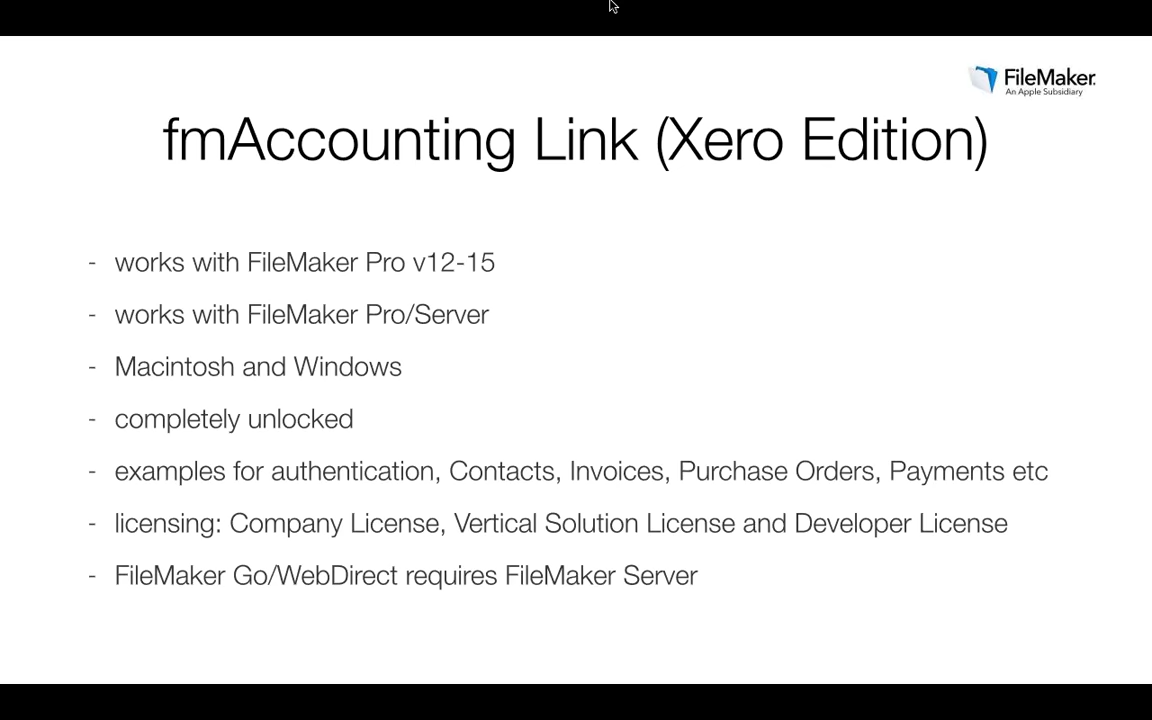 FileMaker.
An Apple Subsidiary
fmAccounting Link (Xero Edition)
- works with FileMaker Pro v12-15
- works with FileMaker Pro/Server
- Macintosh and Windows
- completely unlocked
- examples for authentication, Contacts, Invoices, Purchase Orders, Payments etc
- licensing: Company License, Vertical Solution License and Developer License
- FileMaker Go/WebDirect requires FileMaker Server